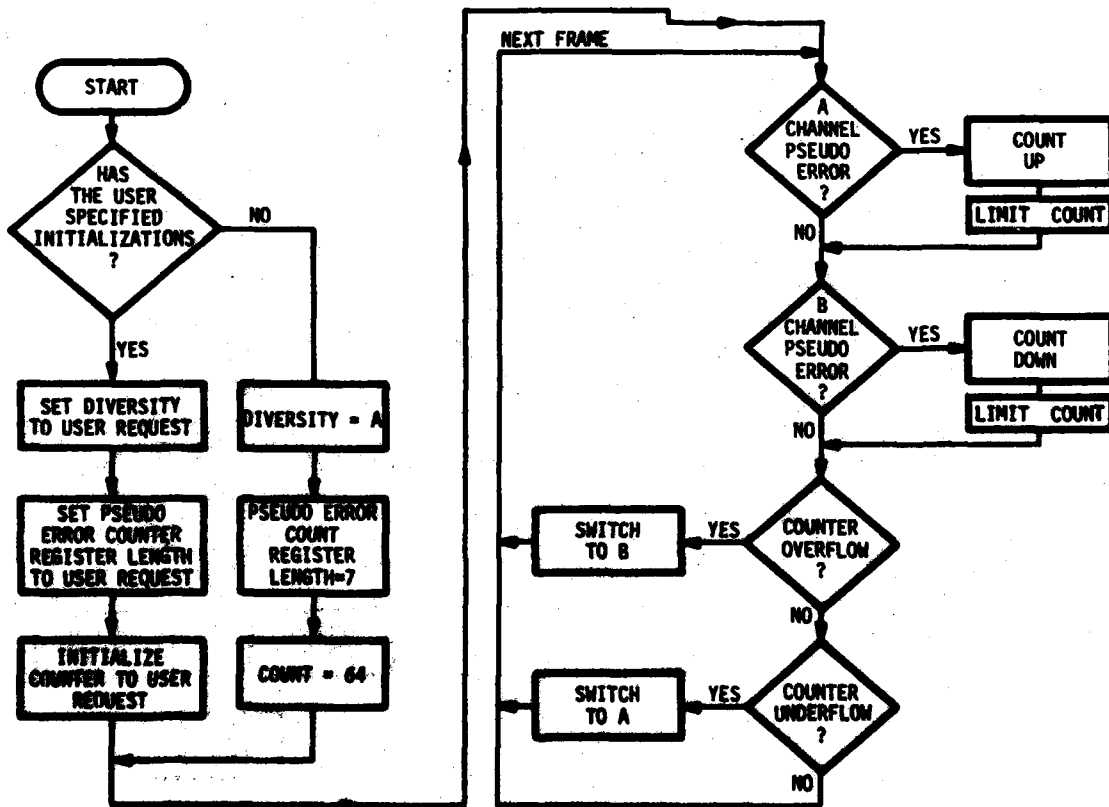 START
HAS
THE USER
SPECIFIED
INITIALIZATIONS
?
NO
YES
SET DIVERSITY
TO USER REQUEST
DIVERSITY = A
SET PSEUDO
ERROR COUNTER
REGISTER LENGTH
TO USER REQUEST
PSEUDO ERROR
COUNT
REGISTER
LENGTH=7
INITIALIZE
COUNTER TO USER
REQUEST
COUNT = 64
NEXT FRAME
A
CHANNEL
PSEUDO
ERROR
?
YES
COUNT
UP
LIMIT COUNT
NO
B
CHANNEL
PSEUDO
ERROR
?
YES
COUNT
DOWN
LIMIT COUNT
NO
COUNTER
OVERFLOW
?
YES
SWITCH
TO B
NO
COUNTER
UNDERFLOW
?
YES
SWITCH
TO A
NO